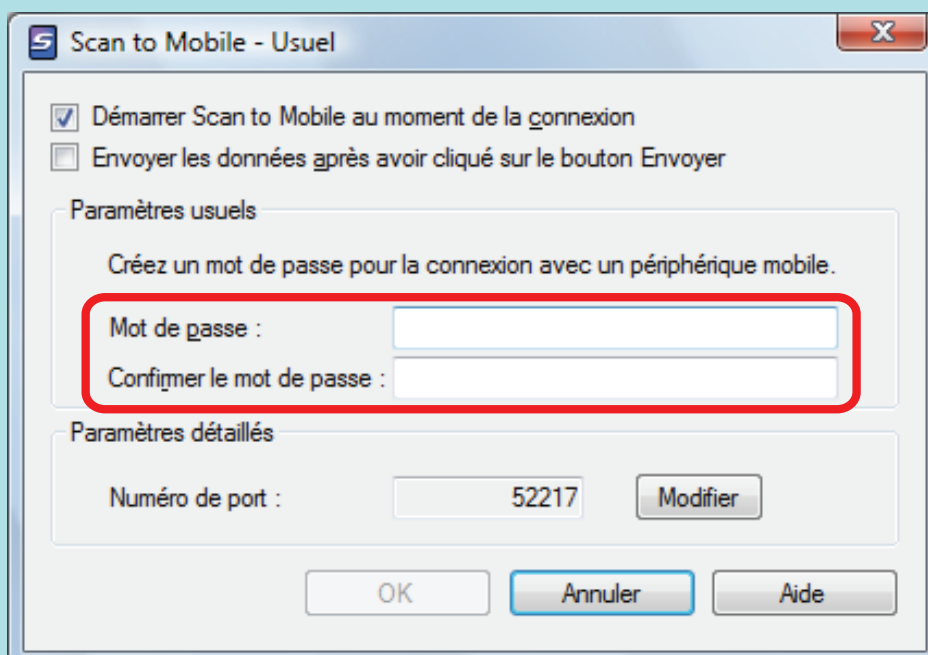 Scan to Mobile - Usuel
Démarrer Scan to Mobile au moment de la connexion
Envoyer les données après avoir cliqué sur le bouton Envoyer
Paramètres usuels
Créez un mot de passe pour la connexion avec un périphérique mobile.
Mot de passe :
Confirmer le mot de passe :
Paramètres détaillés
Numéro de port : 52217 Modifier
OK Annuler Aide